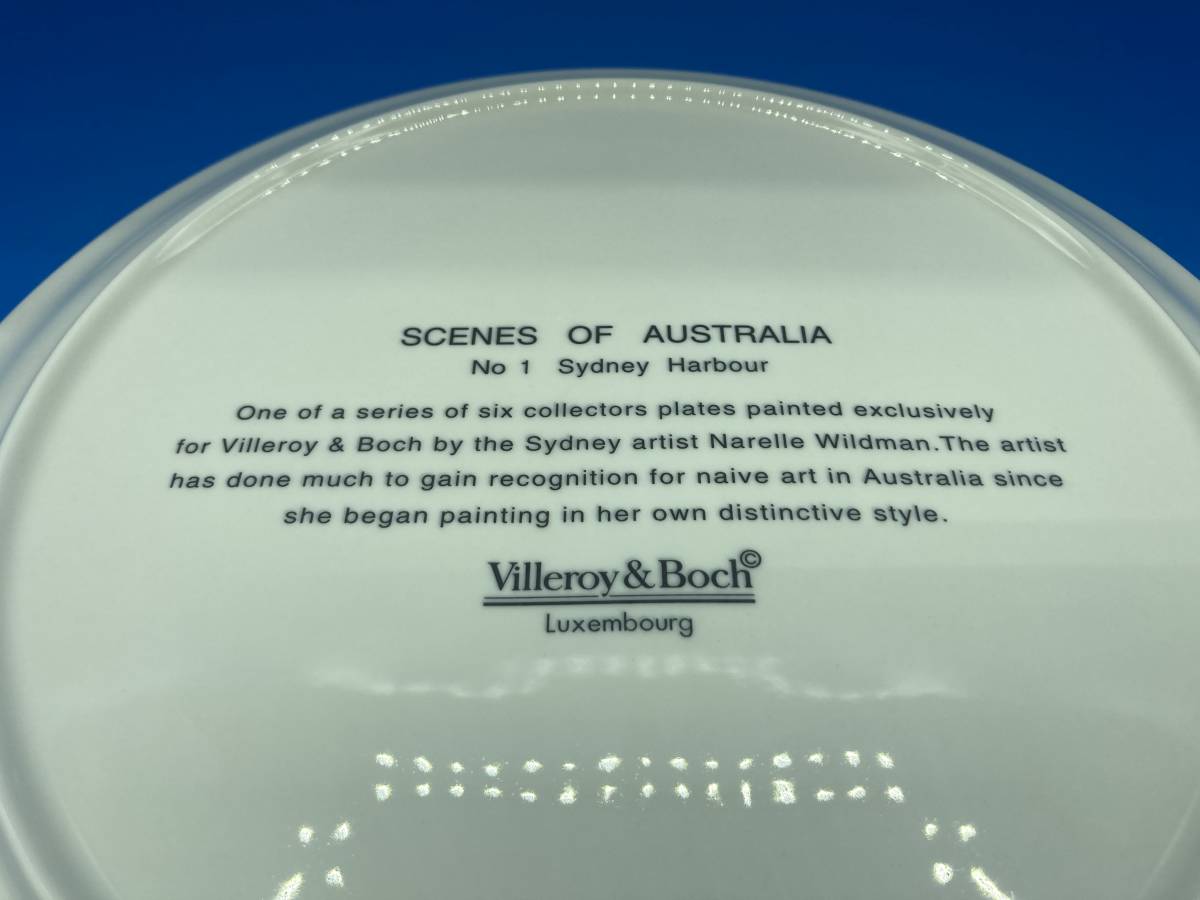 SCENES OF AUSTRALIA
No 1 Sydney Harbour
One of a series of six collectors plates painted exclusively
for Villeroy & Boch by the Sydney artist Narelle Wildman.The artist
has done much to gain recognition for naive art in Australia since
she began painting in her own distinctive style.
Villeroy & Boch©
Luxembourg